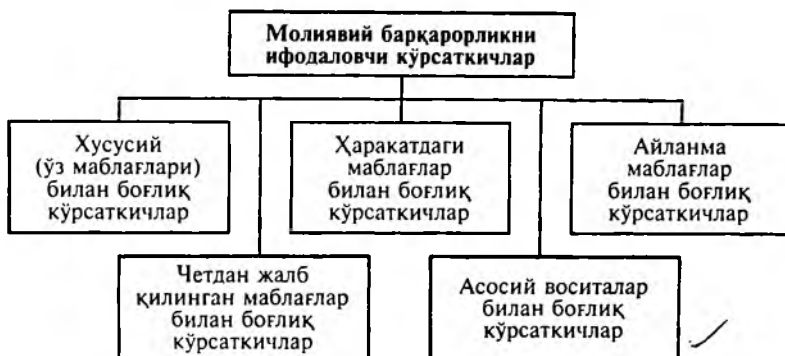 Молиявий барқарорликни
ифодаловчи кўрсаткичлар
Хусусий
(ўз маблағлари)
билан боғлиқ
кўрсаткичлар
Ҳаракатдаги
маблағлар
билан боғлиқ
кўрсаткичлар
Айланма
маблағлар
билан боғлиқ
кўрсаткичлар
Четдан жалб
қилинган маблағлар
билан боғлиқ
кўрсаткичлар
Асосий воситалар
билан боғлиқ
кўрсаткичлар